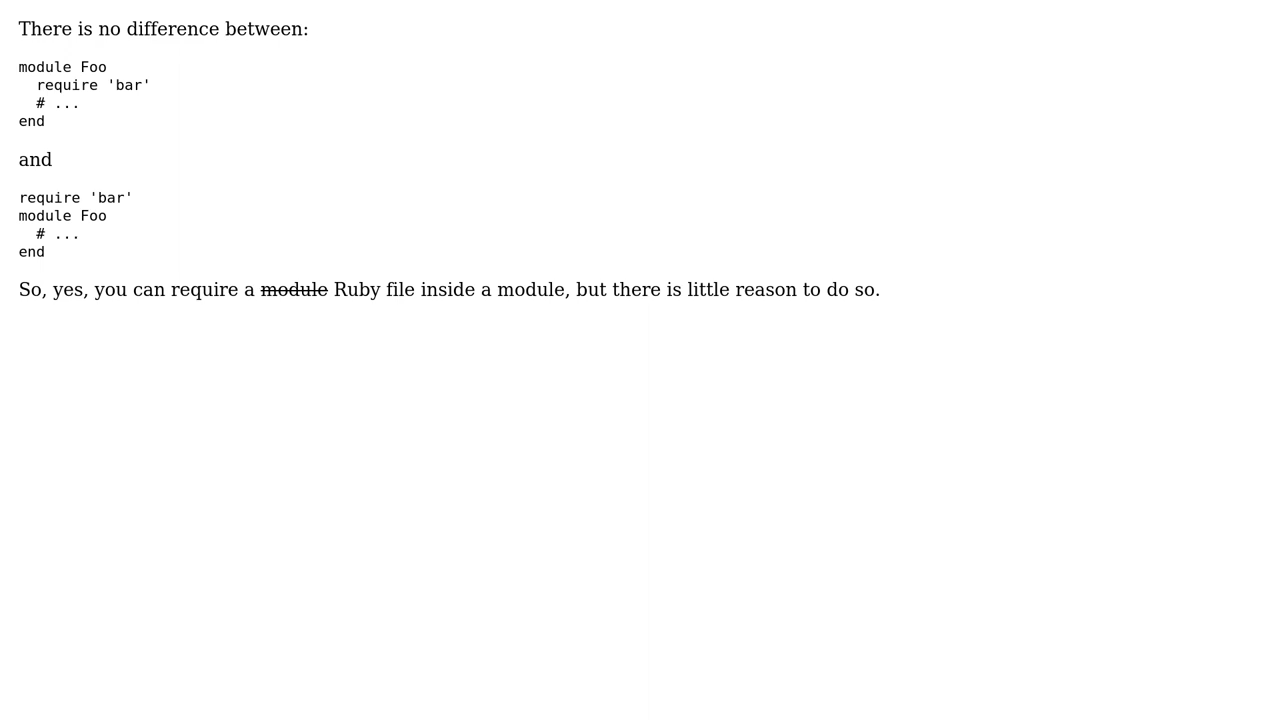 There is no difference between:
module Foo
  require 'bar'
  # ...
end
and
require 'bar'
module Foo
  # ...
end
So, yes, you can require a module Ruby file inside a module, but there is little reason to do so.